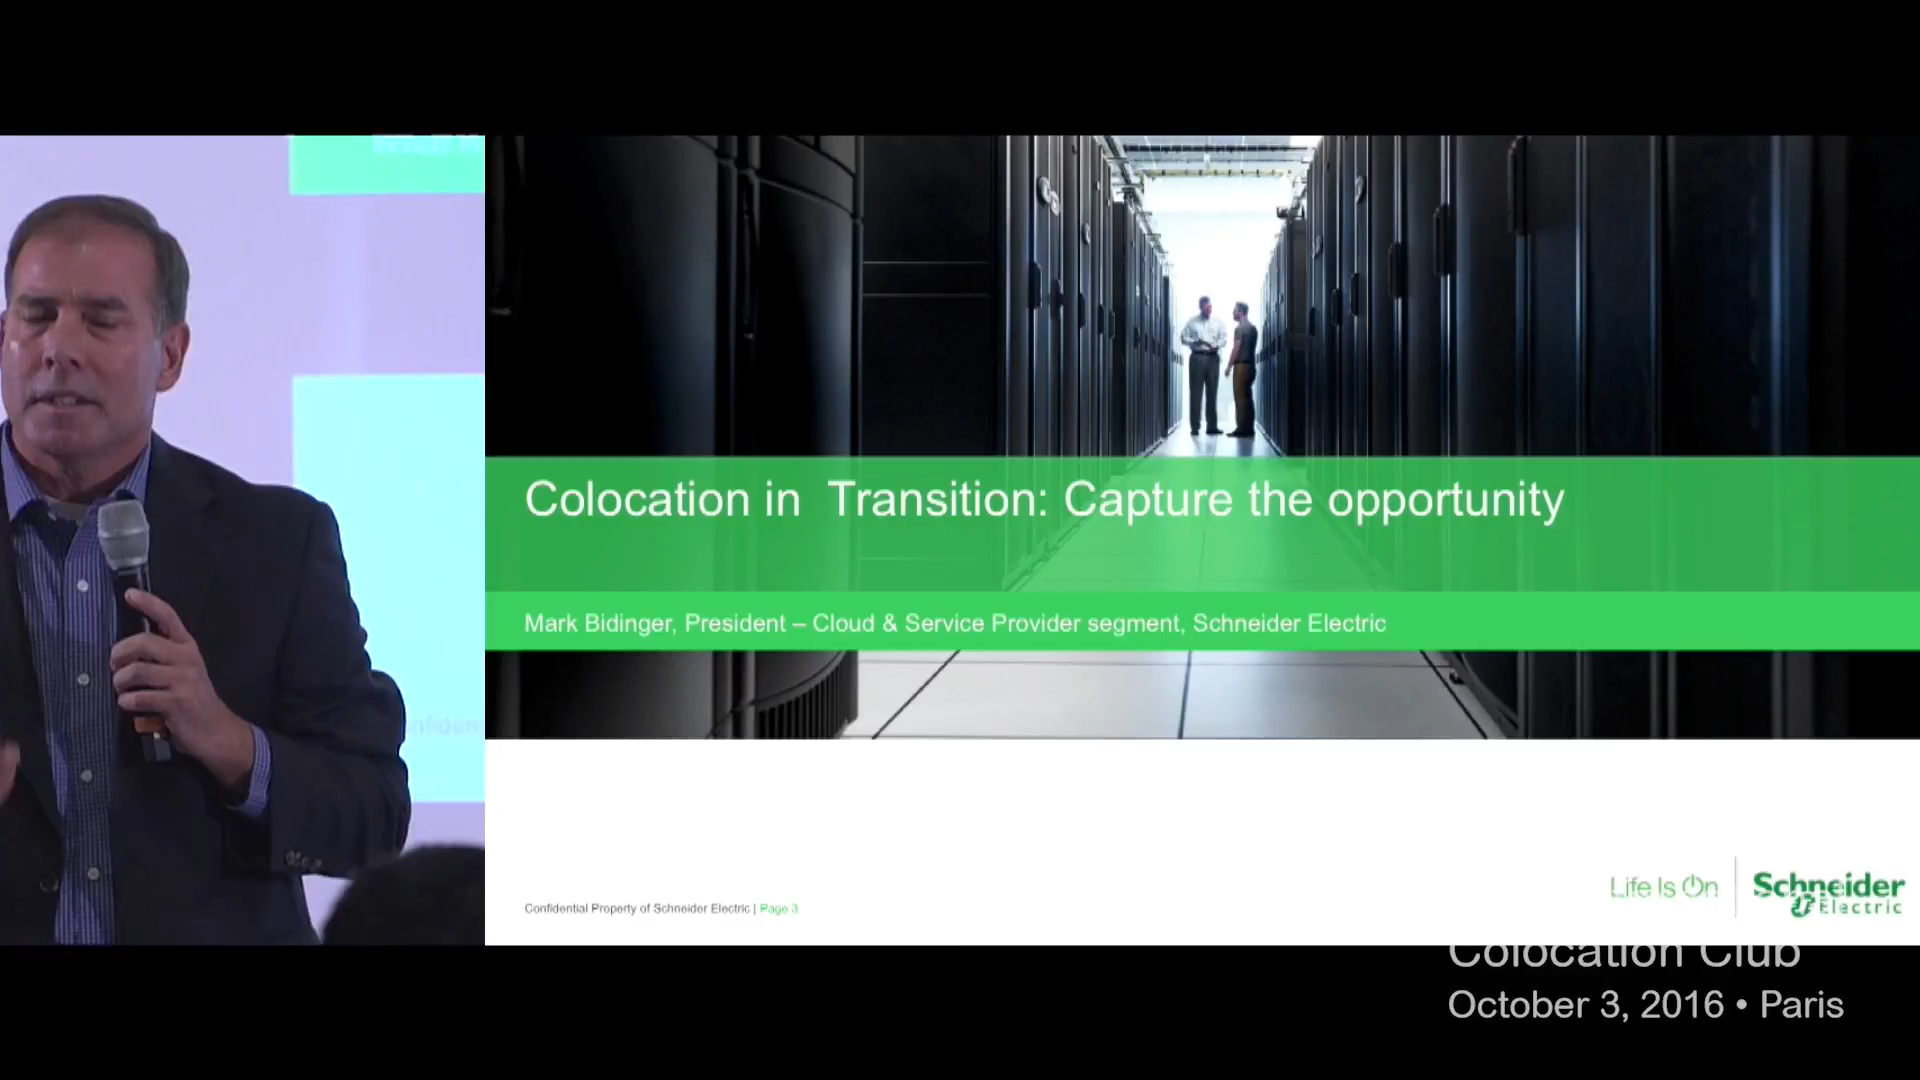 Colocation in  Transition: Capture the opportunity
Mark Bidinger, President – Cloud & Service Provider segment, Schneider Electric
Confidential Property of Schneider Electric | Page 3
Life Is On
Schneider
Electric
Colocation Club
October 3, 2016 • Paris